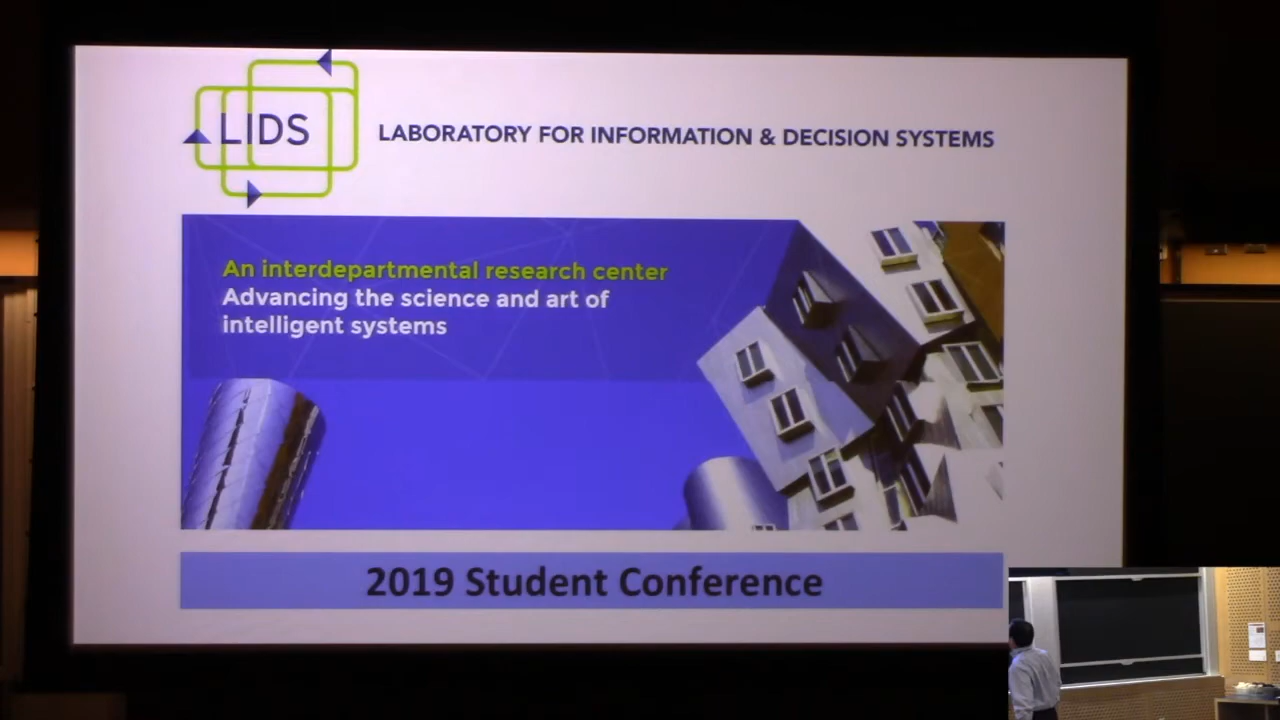 LIDS
LABORATORY FOR INFORMATION & DECISION SYSTEMS
An interdepartmental research center
Advancing the science and art of
intelligent systems
2019 Student Conference